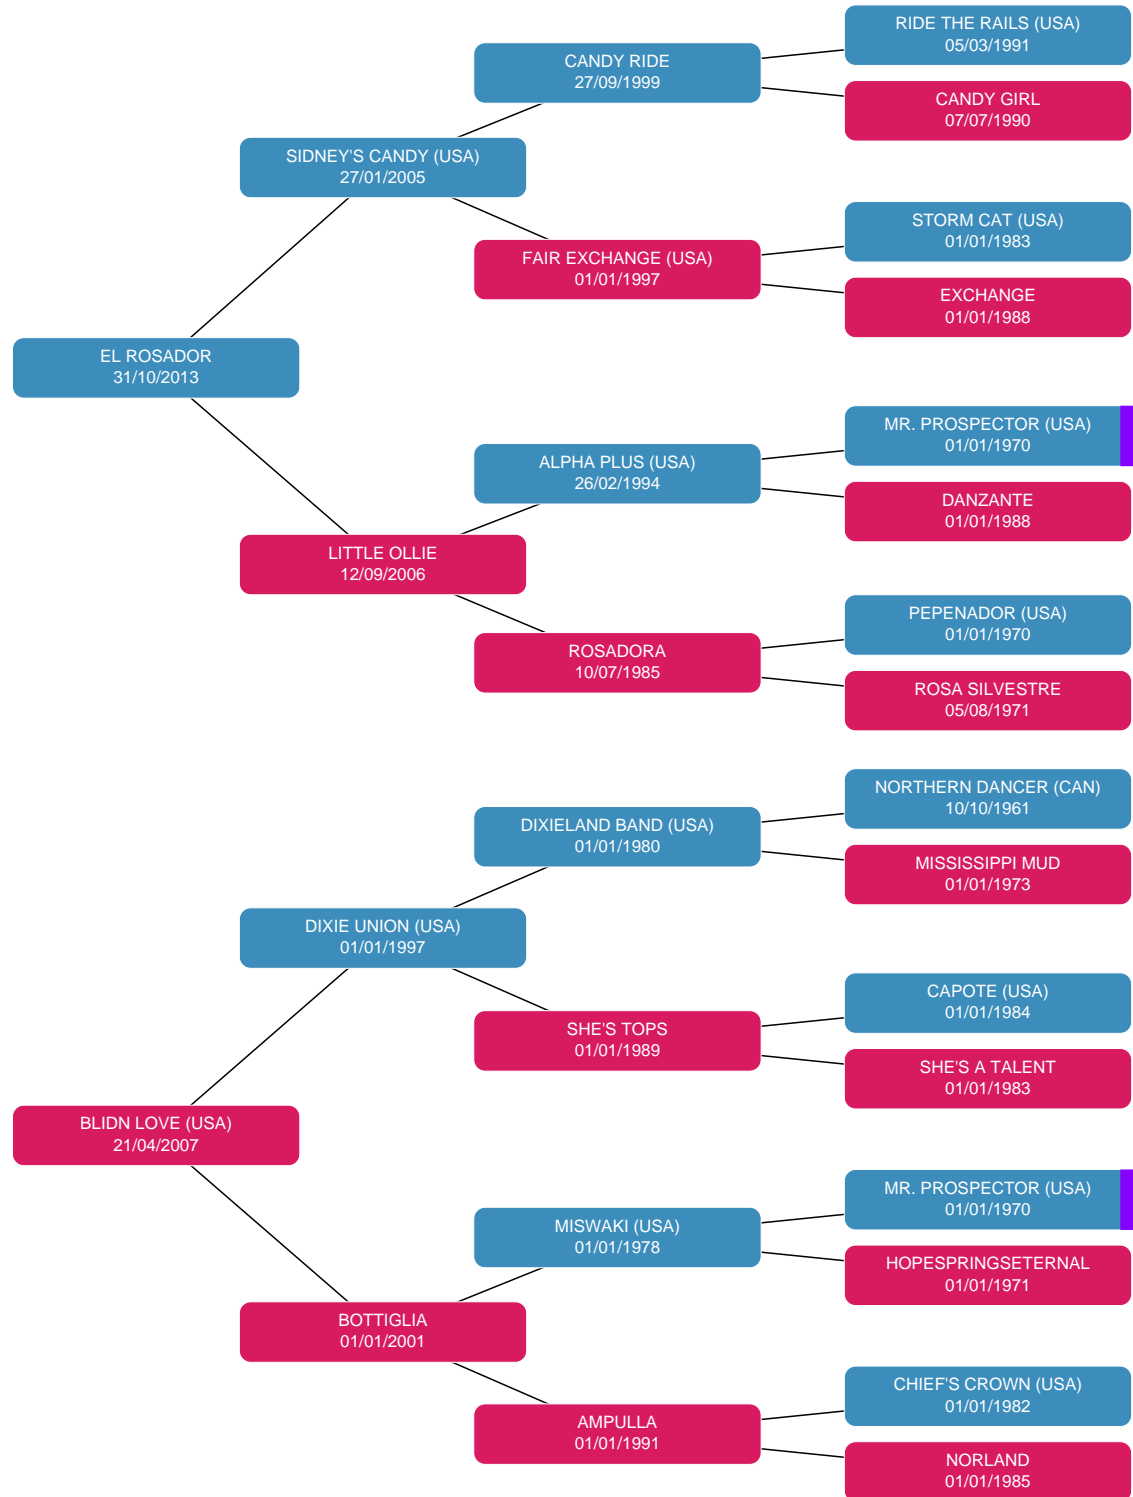 RIDE THE RAILS (USA)
05/03/1991
CANDY RIDE
27/09/1999
CANDY GIRL
07/07/1990
SIDNEY'S CANDY (USA)
27/01/2005
STORM CAT (USA)
01/01/1983
FAIR EXCHANGE (USA)
01/01/1997
EXCHANGE
01/01/1988
EL ROSADOR
31/10/2013
MR. PROSPECTOR (USA)
01/01/1970
ALPHA PLUS (USA)
26/02/1994
DANZANTE
01/01/1988
LITTLE OLLIE
12/09/2006
PEPENADOR (USA)
01/01/1970
ROSADORA
10/07/1985
ROSA SILVESTRE
05/08/1971
NORTHERN DANCER (CAN)
10/10/1961
DIXIELAND BAND (USA)
01/01/1980
MISSISSIPPI MUD
01/01/1973
DIXIE UNION (USA)
01/01/1997
CAPOTE (USA)
01/01/1984
SHE'S TOPS
01/01/1989
SHE'S A TALENT
01/01/1983
BLIDN LOVE (USA)
21/04/2007
MR. PROSPECTOR (USA)
01/01/1970
MISWAKI (USA)
01/01/1978
HOPESPRINGSETERNAL
01/01/1971
BOTTIGLIA
01/01/2001
CHIEF'S CROWN (USA)
01/01/1982
AMPULLA
01/01/1991
NORLAND
01/01/1985